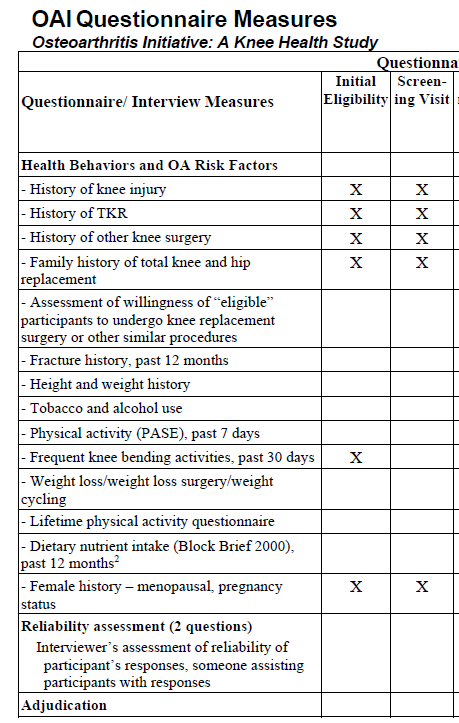 OAI Questionnaire Measures
Osteoarthritis Initiative: A Knee Health Study
Questionna
Questionnaire/ Interview Measures
Initial Eligibility
Screen-ing Visit
Health Behaviors and OA Risk Factors
- History of knee injury X X
- History of TKR X X
- History of other knee surgery X X
- Family history of total knee and hip X X
replacement
- Assessment of willingness of “eligible”
participants to undergo knee replacement
surgery or other similar procedures
- Fracture history, past 12 months
- Height and weight history
- Tobacco and alcohol use
- Physical activity (PASE), past 7 days
- Frequent knee bending activities, past 30 days X
- Weight loss/weight loss surgery/weight
cycling
- Lifetime physical activity questionnaire
- Dietary nutrient intake (Block Brief 2000),
past 12 months²
- Female history – menopausal, pregnancy X X
status
Reliability assessment (2 questions)
Interviewer’s assessment of reliability of
participant’s responses, someone assisting
participants with responses
Adjudication